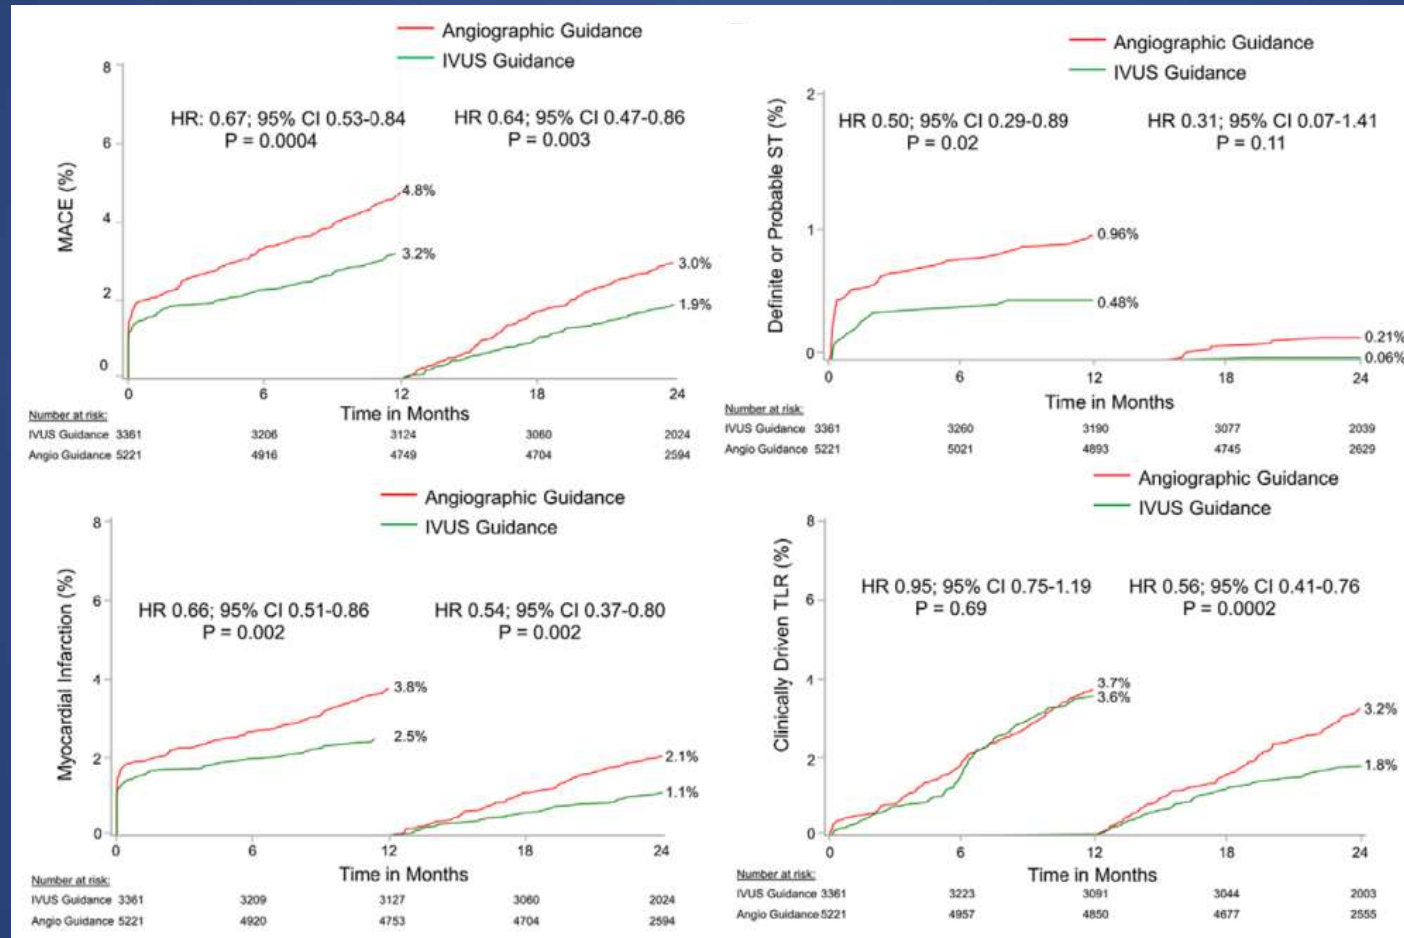 Angiographic Guidance
IVUS Guidance
MACE (%)
8
6
4
2
0
HR: 0.67; 95% CI 0.53-0.84
P = 0.0004
HR 0.64; 95% CI 0.47-0.86
P = 0.003
4.8%
3.2%
3.0%
1.9%
0 6 12 18 24
Time in Months
Number at risk:
IVUS Guidance 3361 3206 3124 3060 2024
Angio Guidance 5221 4916 4749 4704 2594
Angiographic Guidance
IVUS Guidance
Definite or Probable ST (%)
2
1
0
HR 0.50; 95% CI 0.29-0.89
P = 0.02
HR 0.31; 95% CI 0.07-1.41
P = 0.11
0.96%
0.48%
0.21%
0.06%
0 6 12 18 24
Time in Months
Number at risk:
IVUS Guidance 3361 3260 3190 3077 2039
Angio Guidance 5221 5021 4893 4745 2629
Angiographic Guidance
IVUS Guidance
Myocardial Infarction (%)
8
6
4
2
0
HR 0.66; 95% CI 0.51-0.86
P = 0.002
HR 0.54; 95% CI 0.37-0.80
P = 0.002
3.8%
2.5%
2.1%
1.1%
0 6 12 18 24
Time in Months
Number at risk:
IVUS Guidance 3361 3209 3127 3060 2024
Angio Guidance 5221 4920 4753 4704 2594
Angiographic Guidance
IVUS Guidance
Clinically Driven TLR (%)
8
6
4
2
0
HR 0.95; 95% CI 0.75-1.19
P = 0.69
HR 0.56; 95% CI 0.41-0.76
P = 0.0002
3.7%
3.6%
3.2%
1.8%
0 6 12 18 24
Time in Months
Number at risk:
IVUS Guidance 3361 3223 3091 3044 2003
Angio Guidance 5221 4957 4850 4677 2555